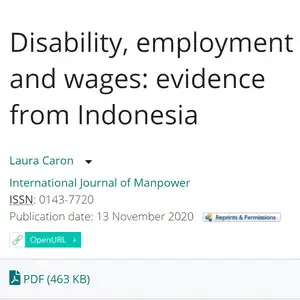 Disability, employment
and wages: evidence
from Indonesia
Laura Caron
International Journal of Manpower
ISSN: 0143-7720
Publication date: 13 November 2020 Reprints & Permissions
OpenURL
PDF (463 KB)